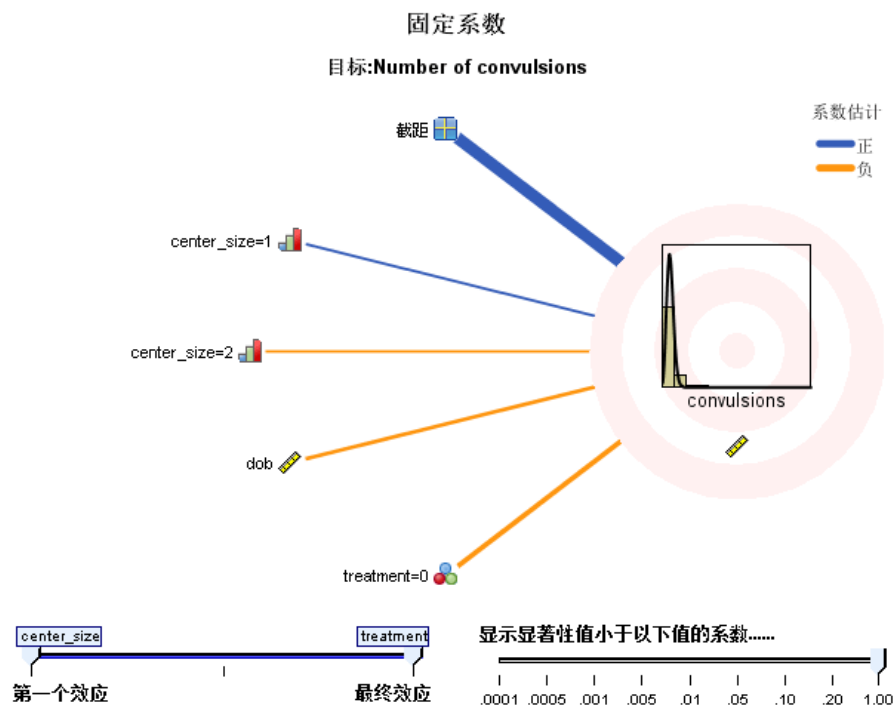 固定系数
目标:Number of convulsions
系数估计
正
负
截距
center_size=1
center_size=2
dob
treatment=0
convulsions
center_size
treatment
第一个效应
最终效应
显示显著性值小于以下值的系数......
.0001 .0005 .001 .005 .01 .05 .10 .20 1.00